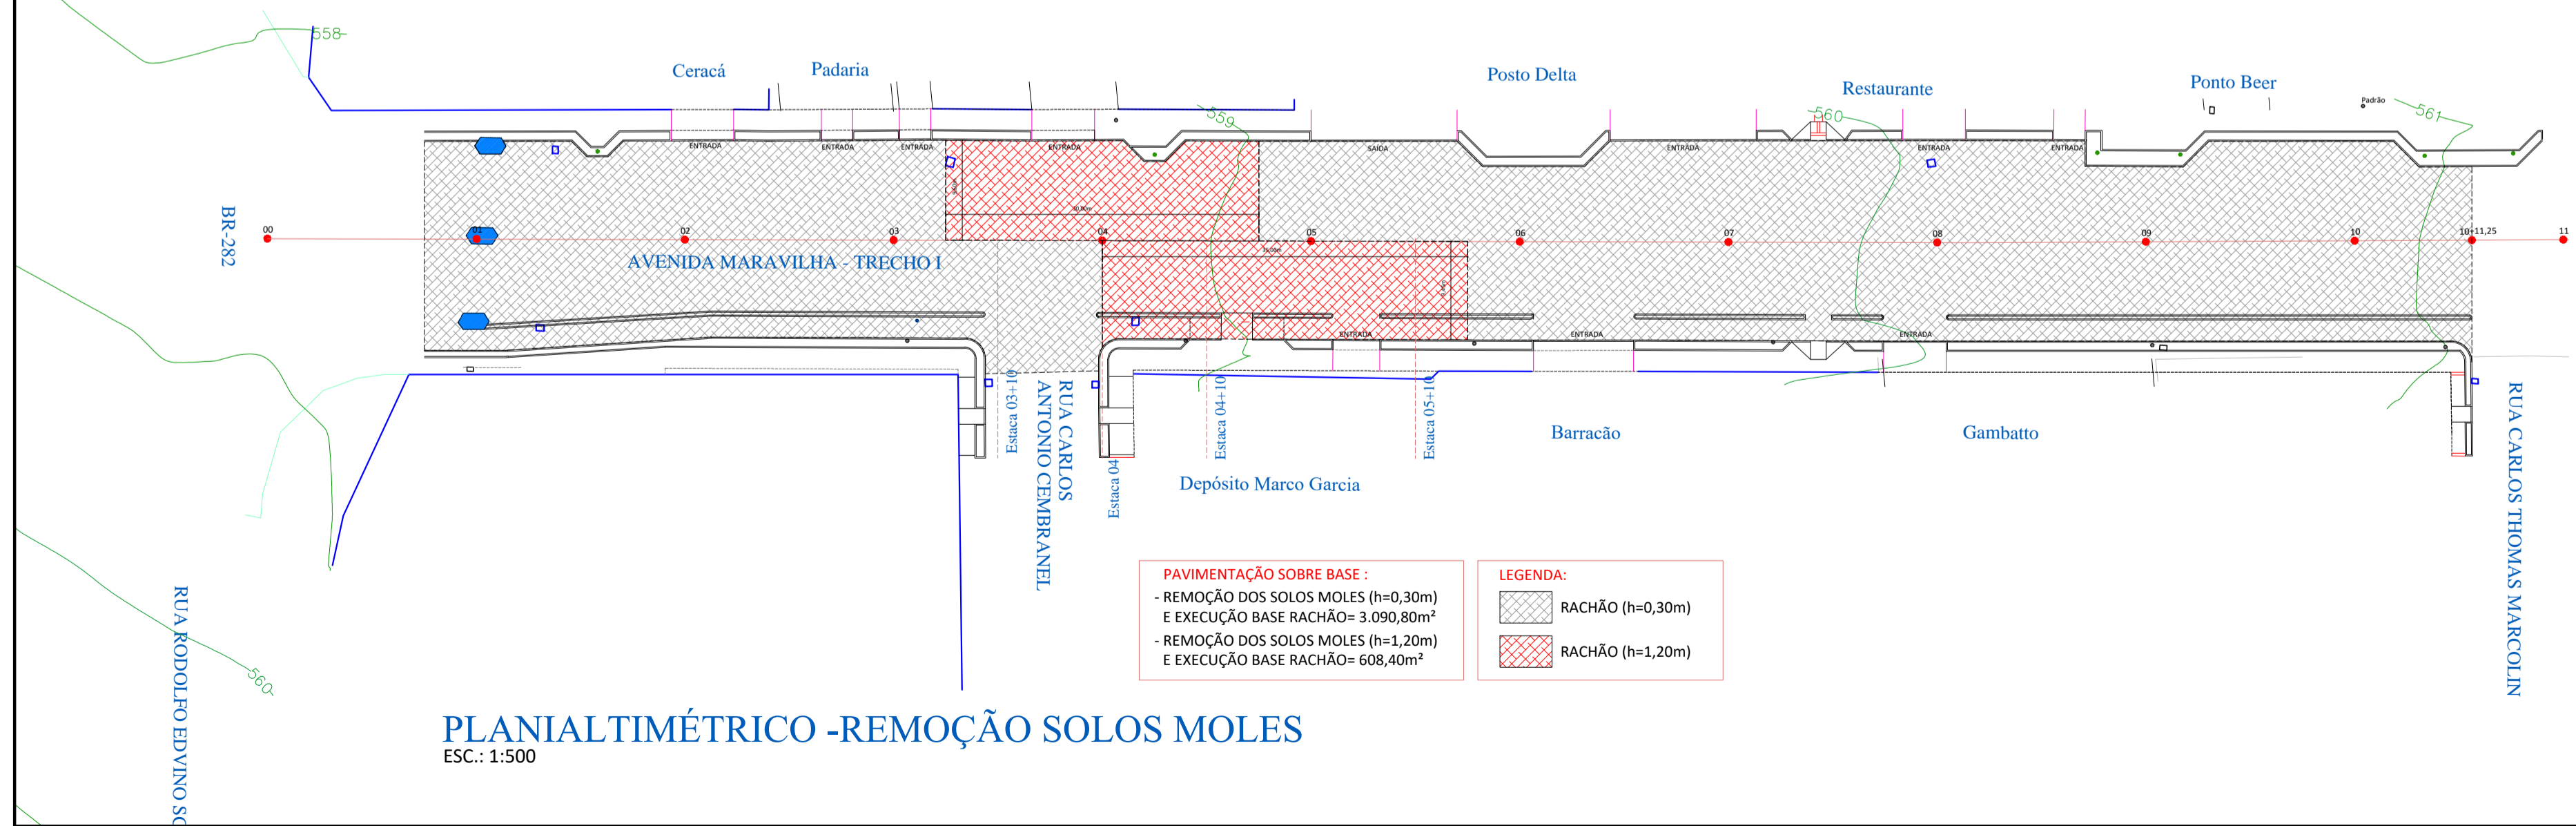 558
Ceracá
Padaria
Posto Delta
Restaurante
Ponto Beer
Padrão
559
560
561
ENTRADA
ENTRADA
ENTRADA
ENTRADA
SAÍDA
ENTRADA
ENTRADA
ENTRADA
BR-282
00
01
02
03
04
05
06
07
08
09
10
10+11,25
11
AVENIDA MARAVILHA - TRECHO I
ENTRADA
ENTRADA
ENTRADA
Estaca 03+10
RUA CARLOS
ANTONIO CEMBRANEL
Estaca 04
Estaca 04+10
Estaca 05+10
Depósito Marco Garcia
Barracão
Gambatto
RUA CARLOS THOMAS MARCOLIN
RUA RODOLFO EDVINO
560
PAVIMENTAÇÃO SOBRE BASE :
- REMOÇÃO DOS SOLOS MOLES (h=0,30m)
E EXECUÇÃO BASE RACHÃO= 3.090,80m²
- REMOÇÃO DOS SOLOS MOLES (h=1,20m)
E EXECUÇÃO BASE RACHÃO= 608,40m²
LEGENDA:
RACHÃO (h=0,30m)
RACHÃO (h=1,20m)
PLANIALTIMÉTRICO -REMOÇÃO SOLOS MOLES
ESC.: 1:500